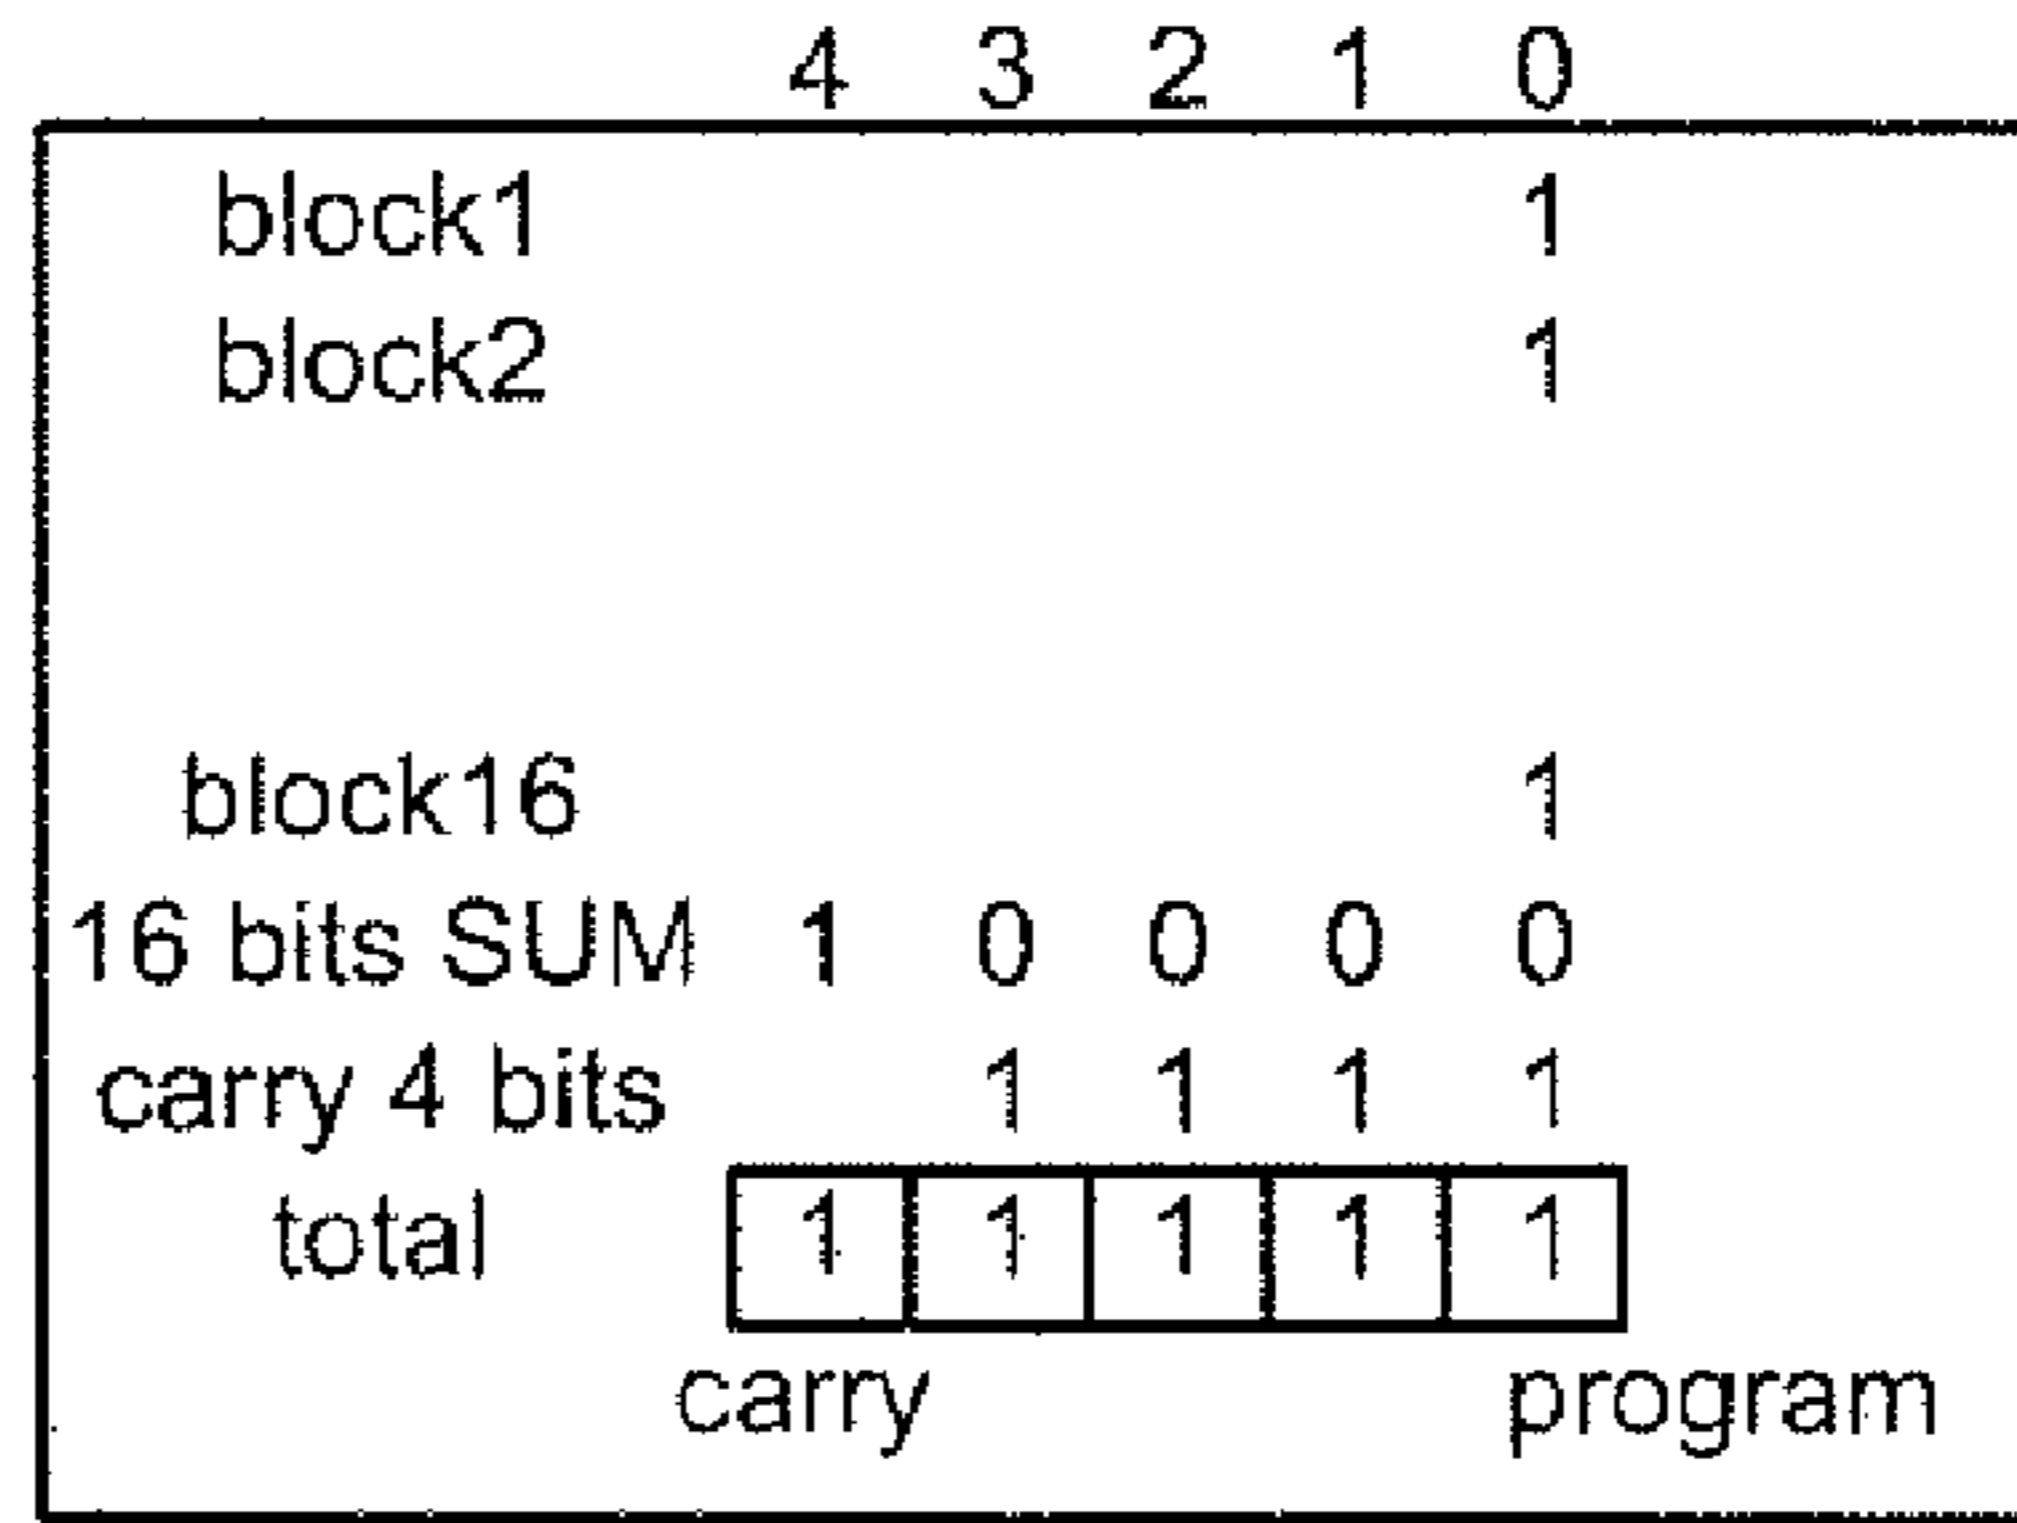 4 3 2 1 0
block1 1
block2 1
block16 1
16 bits SUM 1 0 0 0 0
carry 4 bits 1 1 1 1
total 1 1 1 1 1
carry program